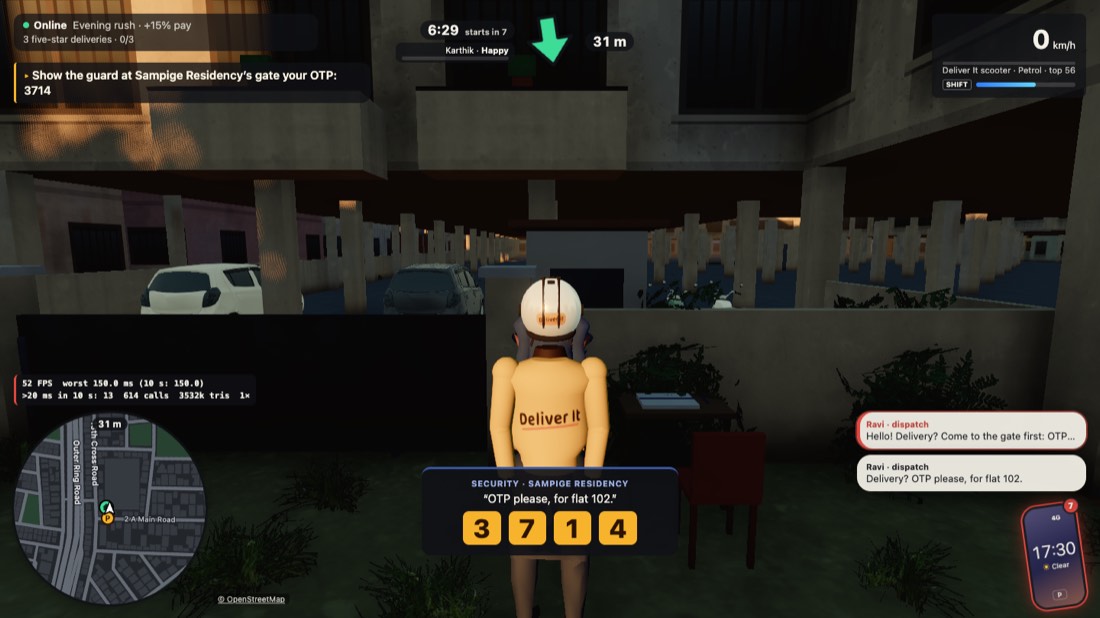 Online Evening rush · +15% pay
3 five-star deliveries · 0/3
Show the guard at Sampige Residency's gate your OTP:
3714
6:29 starts in 7
Karthik · Happy
31 m
0 km/h
Deliver It scooter · Petrol · top 56
SHIFT
52 FPS worst 150.0 ms (10 s: 150.0)
>20 ms in 10 s: 13 614 calls 3532k tris 1×
31 m
Outer Ring Road
th Cross Road
2 A Main Road
P
© OpenStreetMap
Deliver It
SECURITY · SAMPIGE RESIDENCY
“OTP please, for flat 102.”
3 7 1 4
Ravi · dispatch
Hello! Delivery? Come to the gate first: OTP...
Ravi · dispatch
Delivery? OTP please, for flat 102.
7
4G
17:30
Clear
P